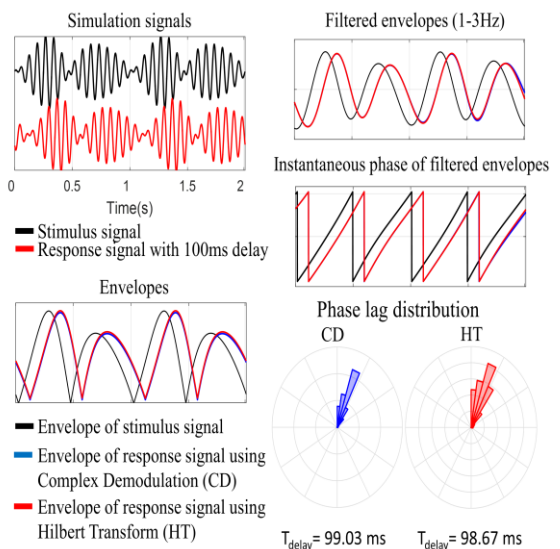 Simulation signals
0 0.5 1 1.5 2
Time(s)
Stimulus signal
Response signal with 100ms delay
Envelopes
Envelope of stimulus signal
Envelope of response signal using
Complex Demodulation (CD)
Envelope of response signal using
Hilbert Transform (HT)
Filtered envelopes (1-3Hz)
Instantaneous phase of filtered envelopes
Phase lag distribution
CD HT
Tdelay= 99.03 ms Tdelay= 98.67 ms